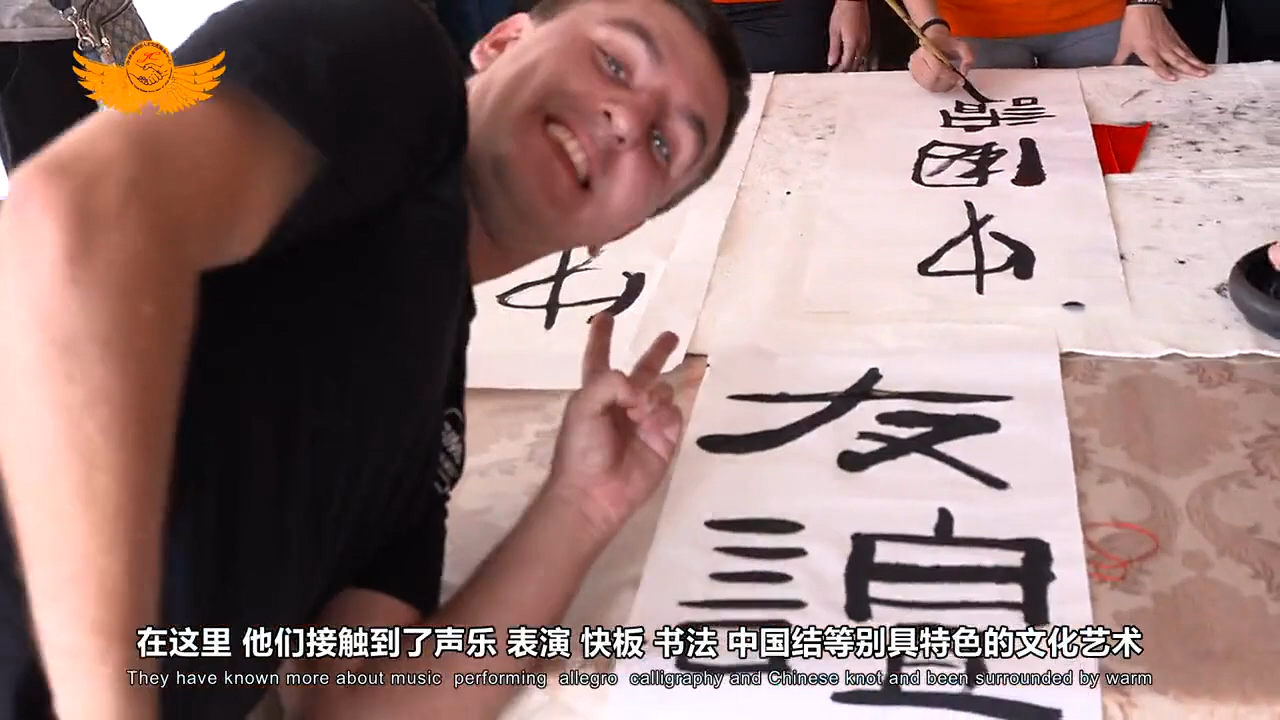 友
誼
在这里 他们接触到了声乐 表演 快板 书法 中国结等别具特色的文化艺术
They have known more about music performing allegro calligraphy and Chinese knot and been surrounded by warm